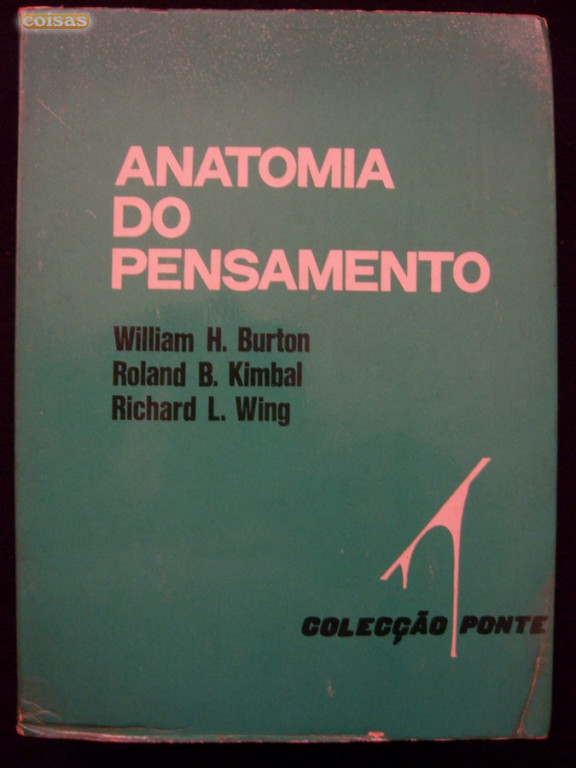 coisas
ANATOMIA
DO
PENSAMENTO
William H. Burton
Roland B. Kimbal
Richard L. Wing
COLECÇÃO PONTE